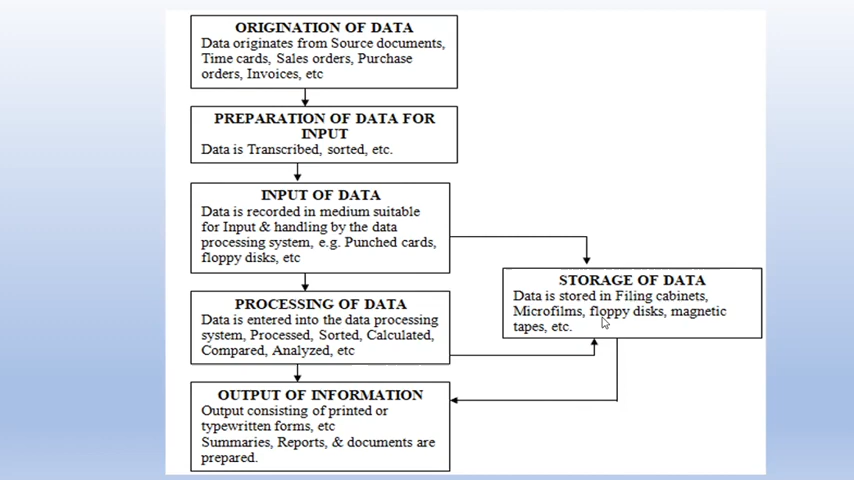 ORIGINATION OF DATA
Data originates from Source documents,
Time cards, Sales orders, Purchase
orders, Invoices, etc
PREPARATION OF DATA FOR
INPUT
Data is Transcribed, sorted, etc.
INPUT OF DATA
Data is recorded in medium suitable
for Input & handling by the data
processing system, e.g. Punched cards,
floppy disks, etc
STORAGE OF DATA
Data is stored in Filing cabinets,
Microfilms, floppy disks, magnetic
tapes, etc.
PROCESSING OF DATA
Data is entered into the data processing
system, Processed, Sorted, Calculated,
Compared, Analyzed, etc
OUTPUT OF INFORMATION
Output consisting of printed or
typewritten forms, etc
Summaries, Reports, & documents are
prepared.